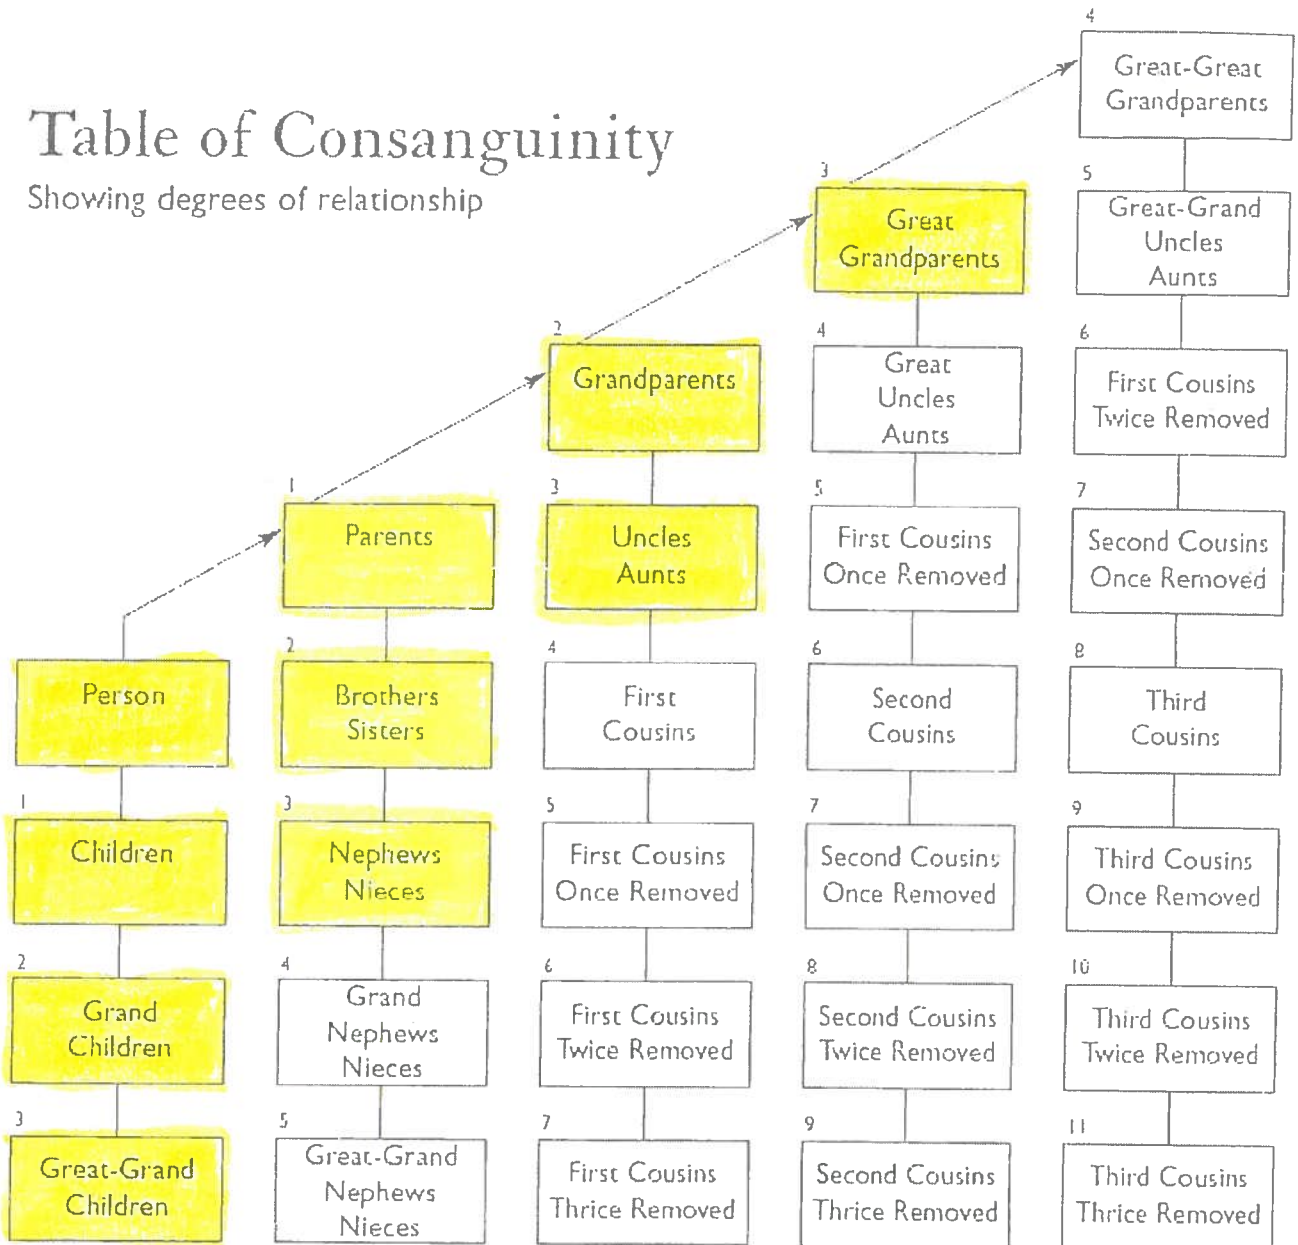 Table of Consanguinity
Showing degrees of relationship
4
Great-Great
Grandparents
3
Great
Grandparents
5
Great-Grand
Uncles
Aunts
2
Grandparents
4
Great
Uncles
Aunts
6
First Cousins
Twice Removed
1
Parents
3
Uncles
Aunts
5
First Cousins
Once Removed
7
Second Cousins
Once Removed
Person
2
Brothers
Sisters
4
First
Cousins
6
Second
Cousins
8
Third
Cousins
1
Children
3
Nephews
Nieces
5
First Cousins
Once Removed
7
Second Cousins
Once Removed
9
Third Cousins
Once Removed
2
Grand
Children
4
Grand
Nephews
Nieces
6
First Cousins
Twice Removed
8
Second Cousins
Twice Removed
10
Third Cousins
Twice Removed
3
Great-Grand
Children
5
Great-Grand
Nephews
Nieces
7
First Cousins
Thrice Removed
9
Second Cousins
Thrice Removed
11
Third Cousins
Thrice Removed